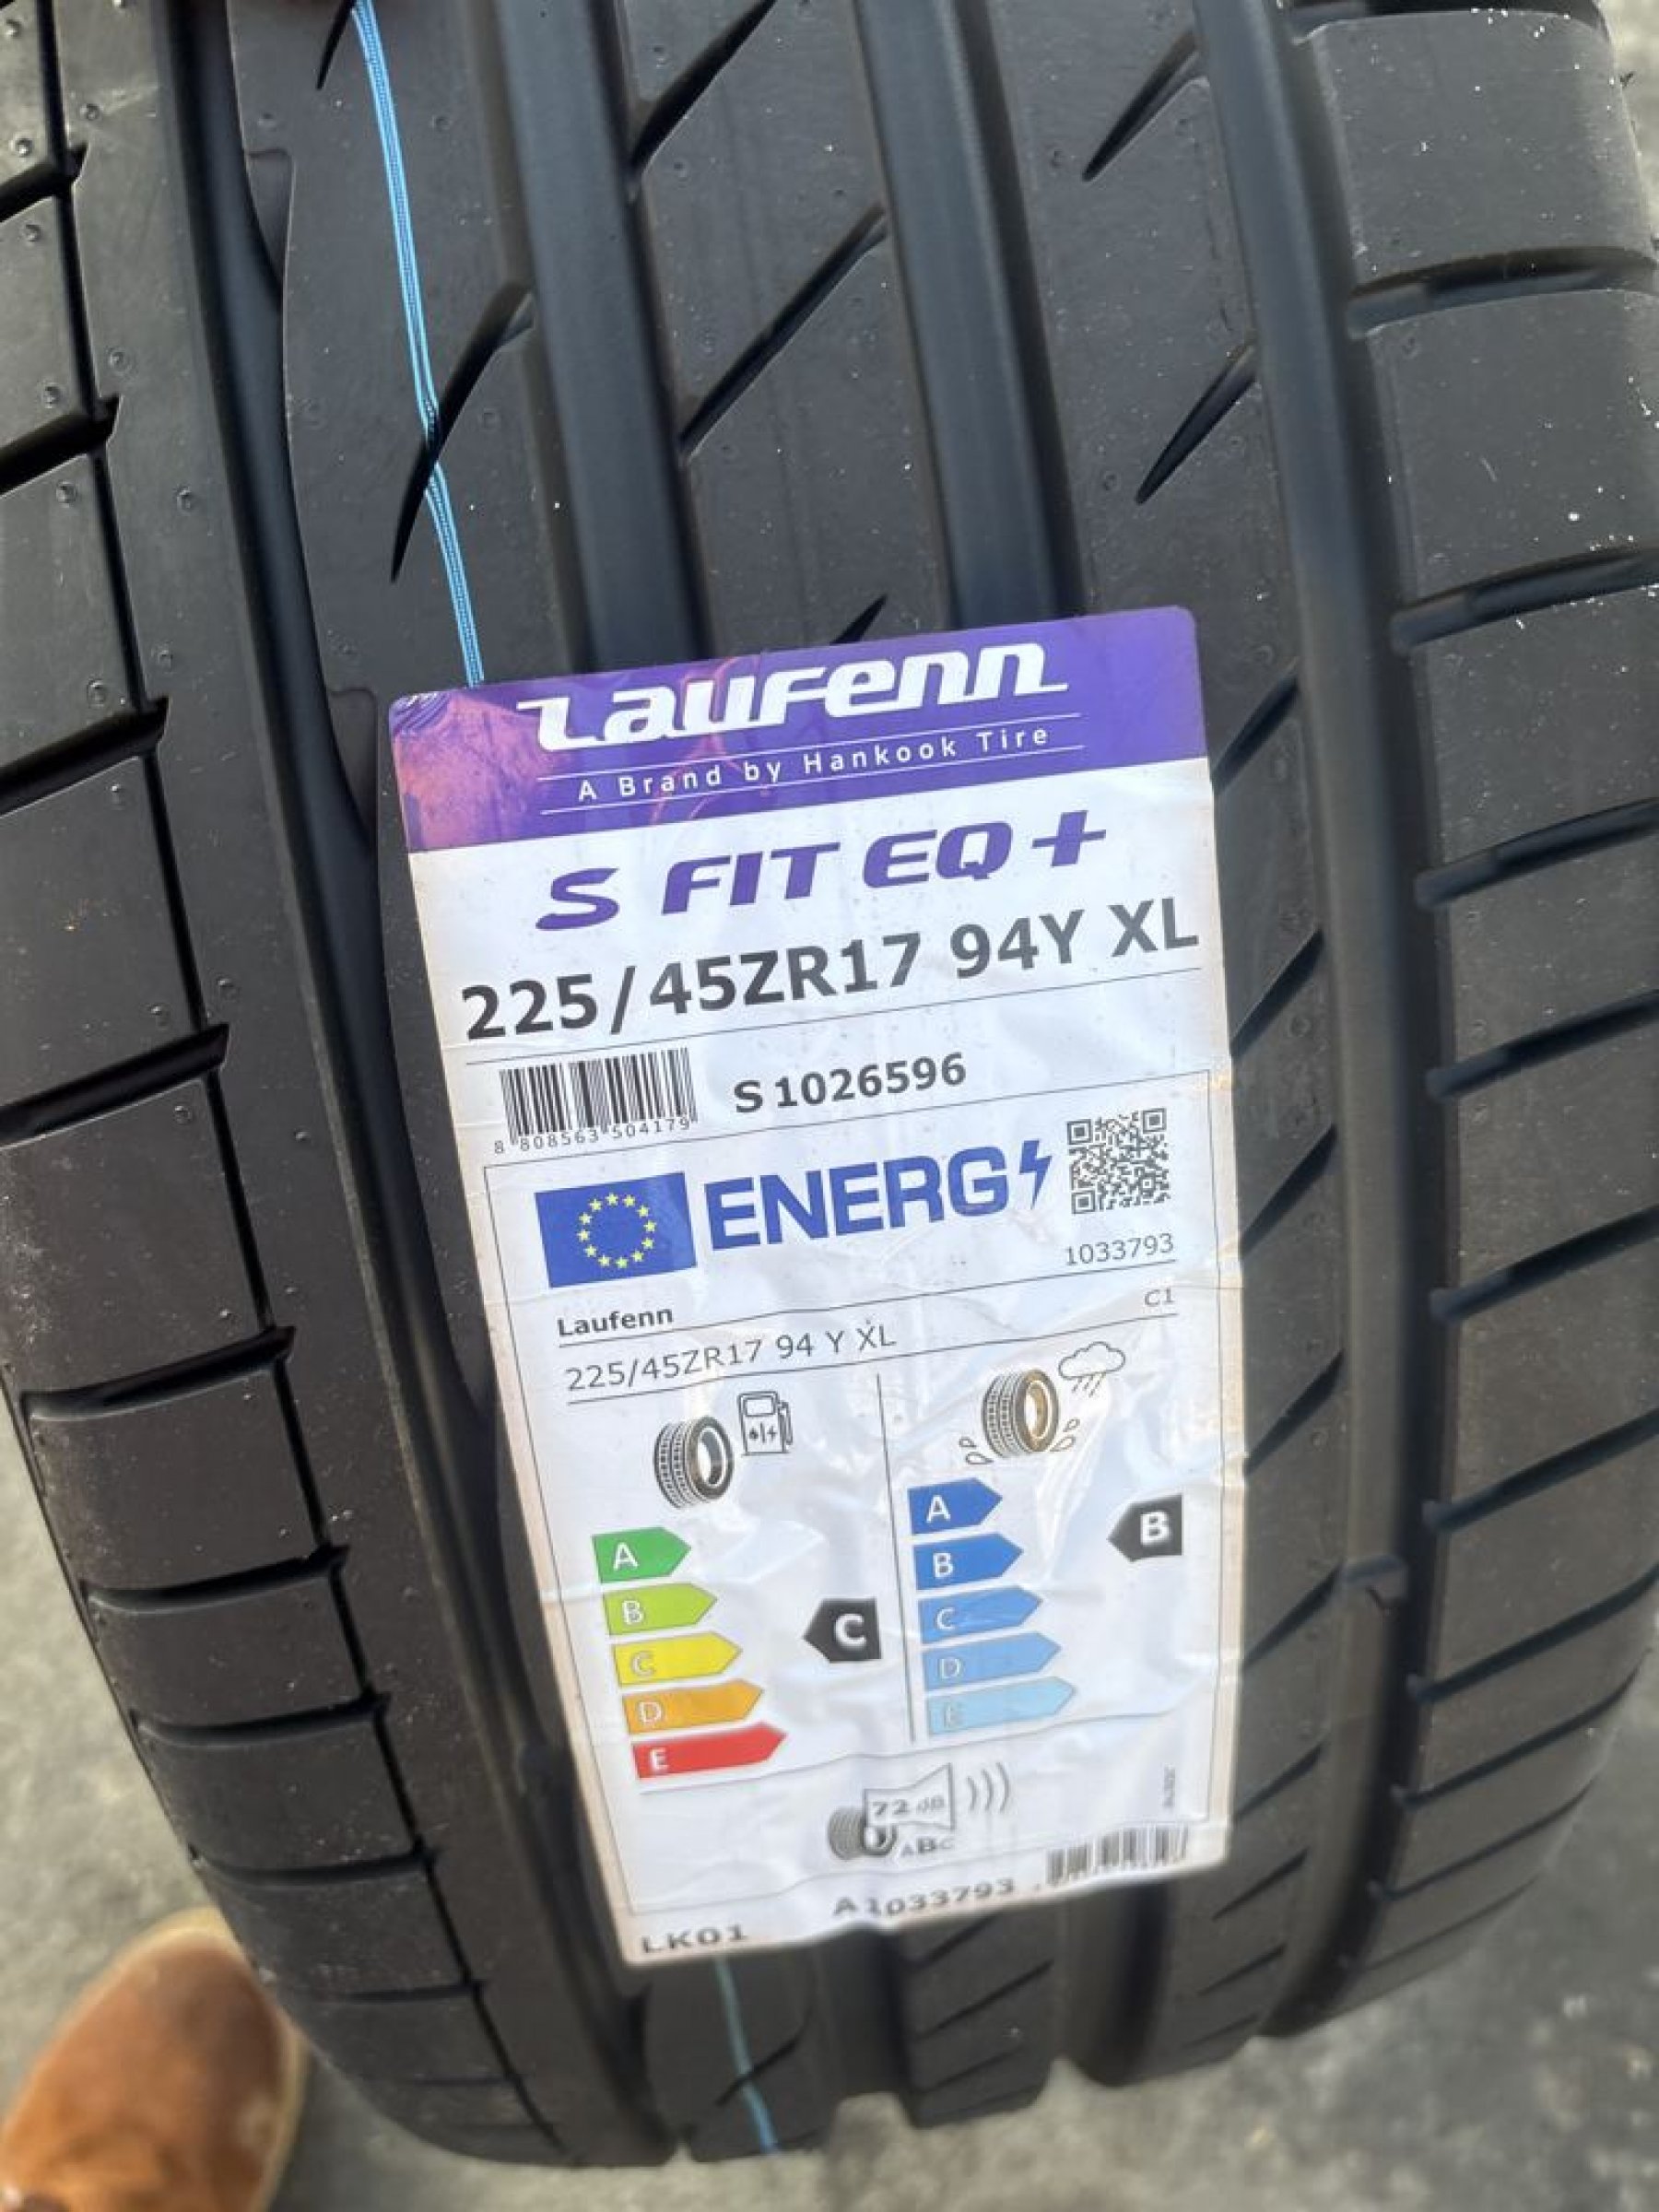 Laufenn
A Brand by Hankook Tire
S FIT EQ+
225/45ZR17 94Y XL
S1026596
8 808563 504179
ENERG
1033793
Laufenn
C1
225/45ZR17 94 Y XL
A
B
C
D
E
C
A
B
C
D
E
B
72 dB
ABC
A1033793
LK01